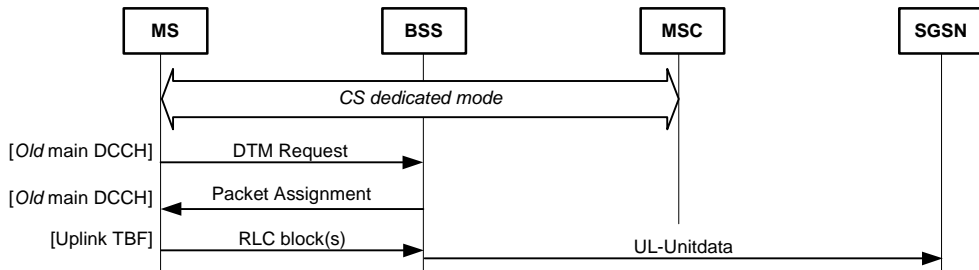 MS BSS MSC SGSN
CS dedicated mode
[Old main DCCH] DTM Request
[Old main DCCH] Packet Assignment
[Uplink TBF] RLC block(s) UL-Unitdata